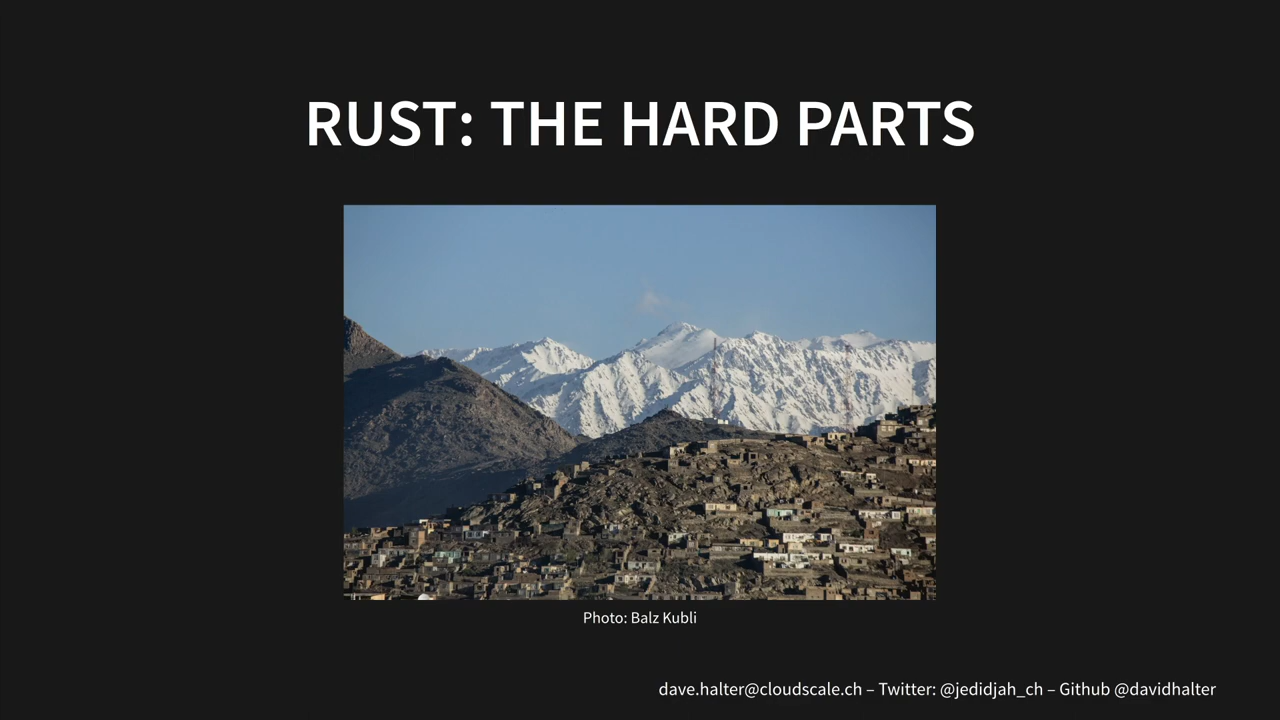 RUST: THE HARD PARTS
Photo: Balz Kubli
dave.halter@cloudscale.ch – Twitter: @jedidjah_ch – Github @davidhalter